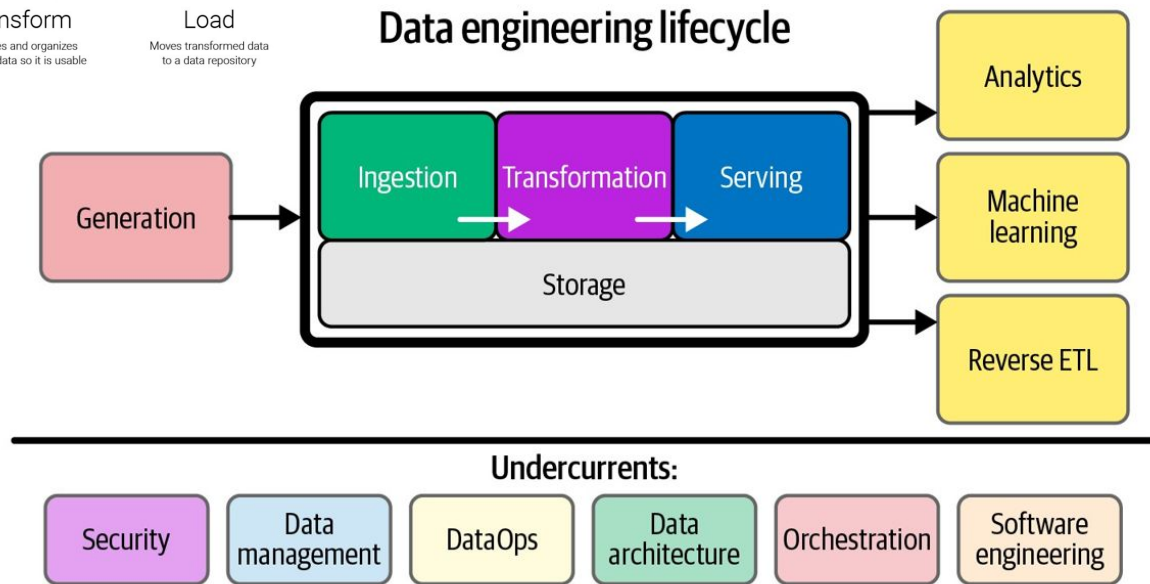 nsform
Load
es and organizes
data so it is usable
Moves transformed data
to a data repository
Data engineering lifecycle
Generation
Ingestion
Transformation
Serving
Storage
Analytics
Machine
learning
Reverse ETL
Undercurrents:
Security
Data
management
DataOps
Data
architecture
Orchestration
Software
engineering